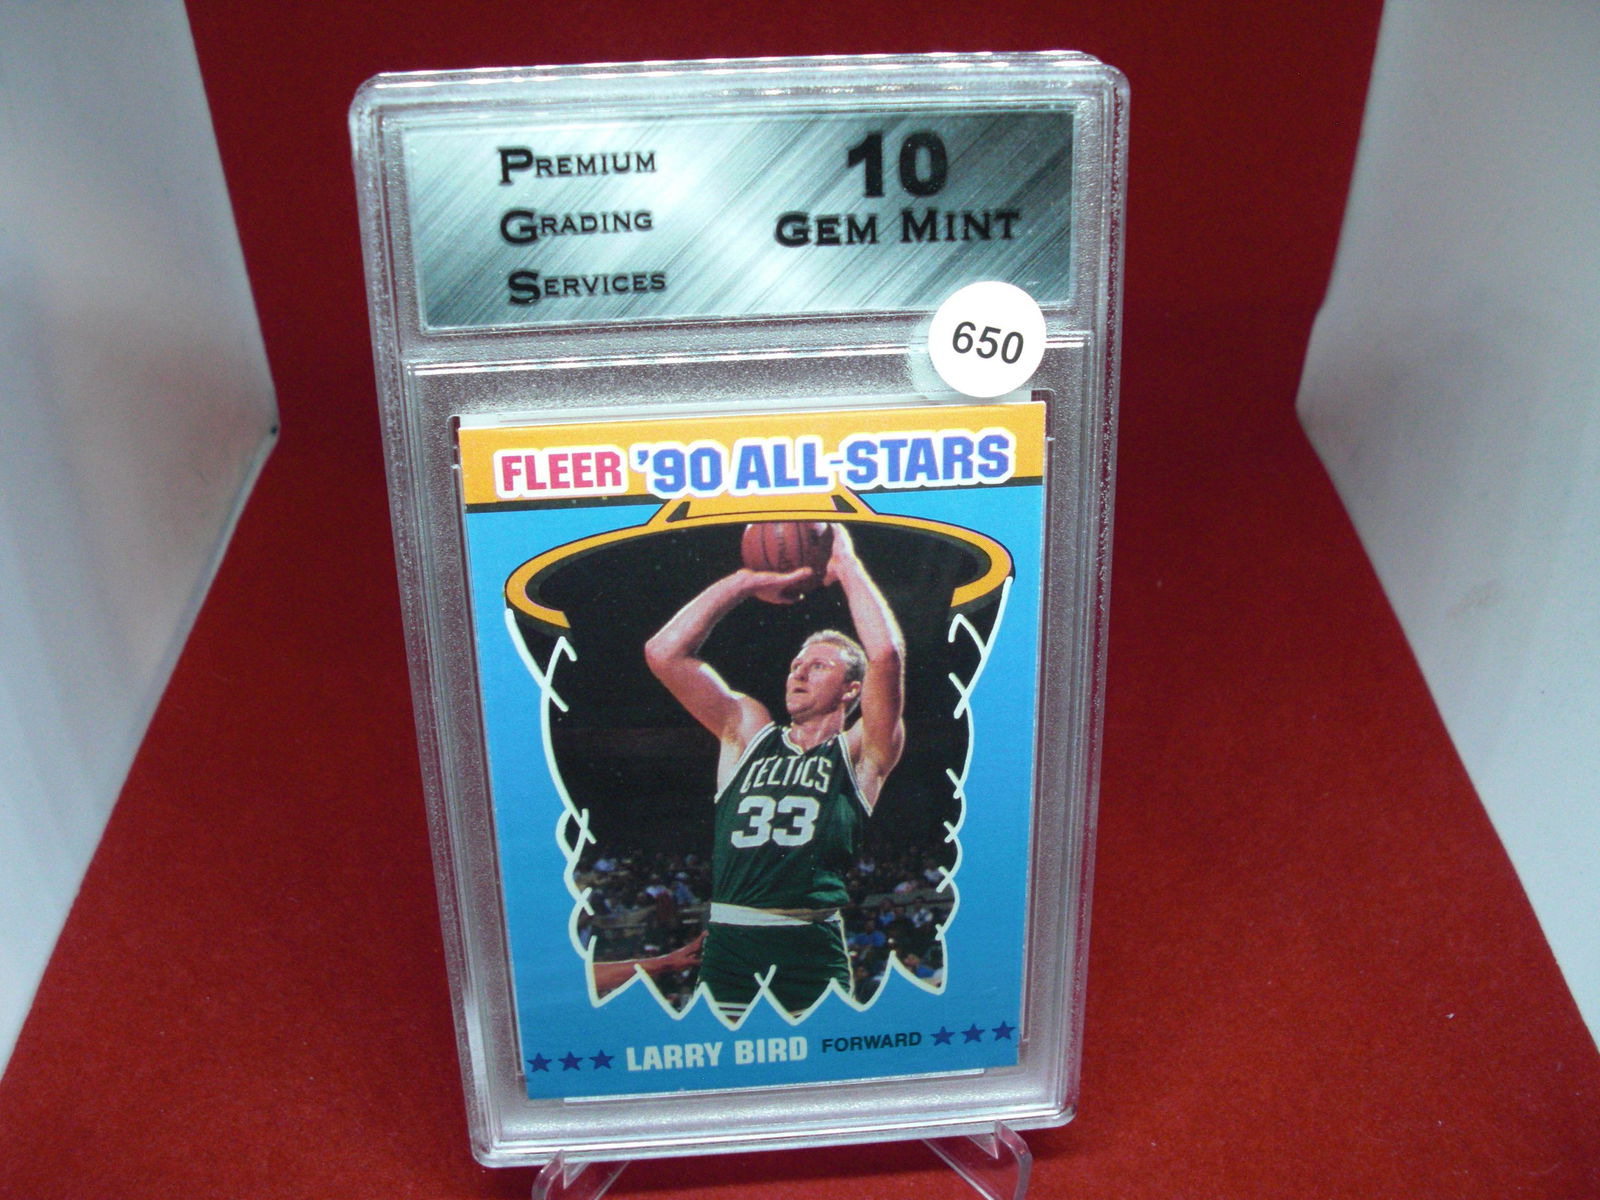 PREMIUM
GRADING
SERVICES
10
GEM MINT
650
FLEER '90 ALL-STARS
CELTICS
33
LARRY BIRD FORWARD